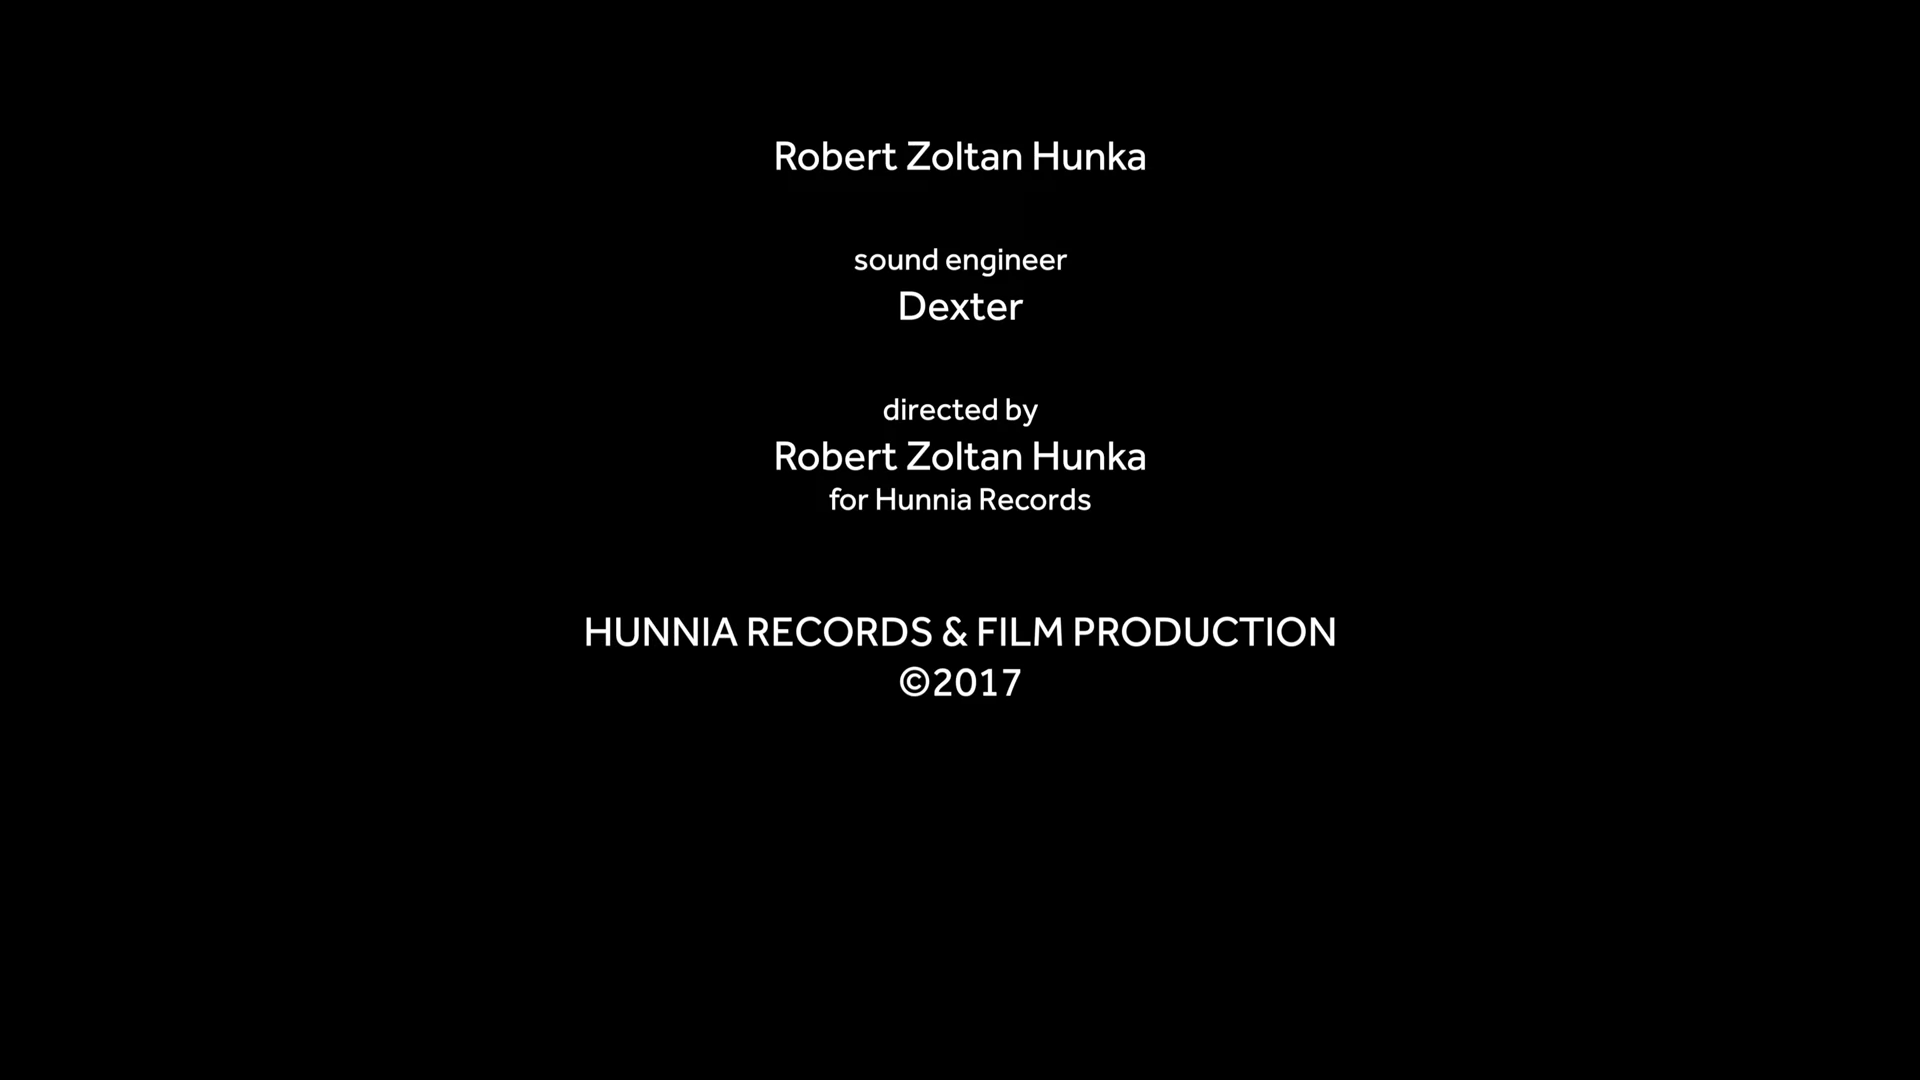 Robert Zoltan Hunka
sound engineer
Dexter
directed by
Robert Zoltan Hunka
for Hunnia Records
HUNNIA RECORDS & FILM PRODUCTION
©2017